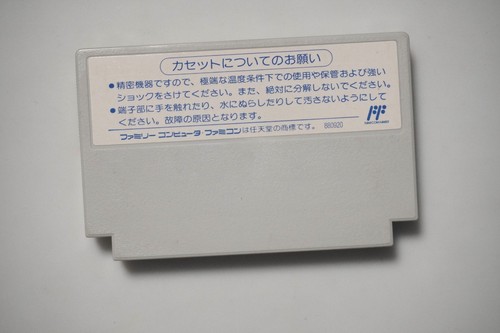 カセットについてのお願い
●精密機器ですので、極端な温度条件下での使用や保管および強い
ショックをさけてください。また、絶対に分解しないでください。
●端子部に手を触れたり、水にぬらしたりして汚さないようにして
ください。故障の原因となります。
ファミリーコンピュータ・ファミコンは任天堂の商標です。 880920